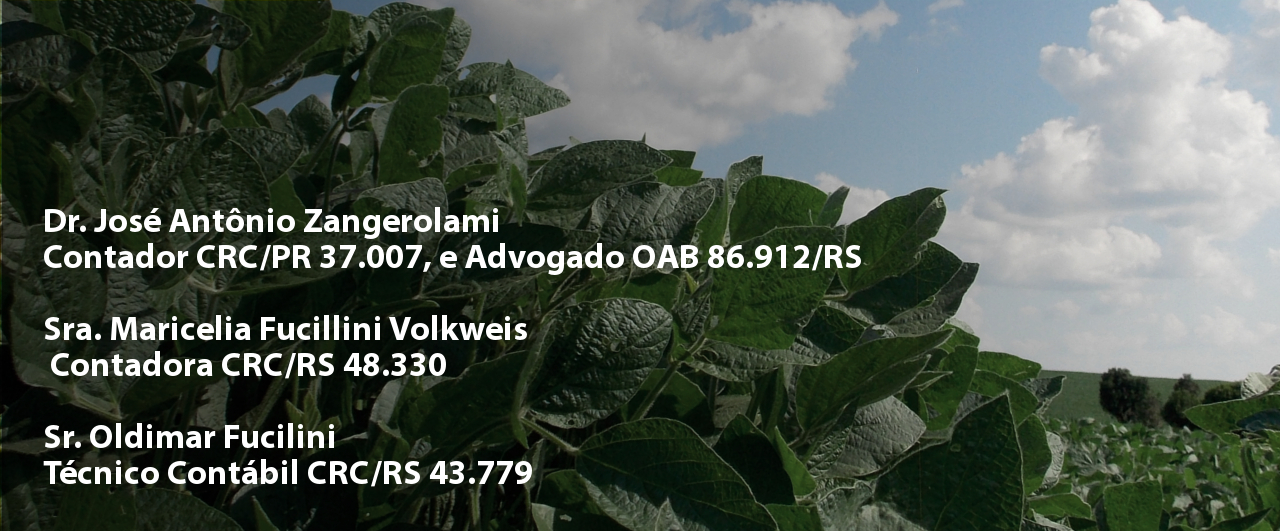 Dr. José Antônio Zangerolami
Contador CRC/PR 37.007, e Advogado OAB 86.912/RS
Sra. Maricelia Fucillini Volkweis
Contadora CRC/RS 48.330
Sr. Oldimar Fucilini
Técnico Contábil CRC/RS 43.779